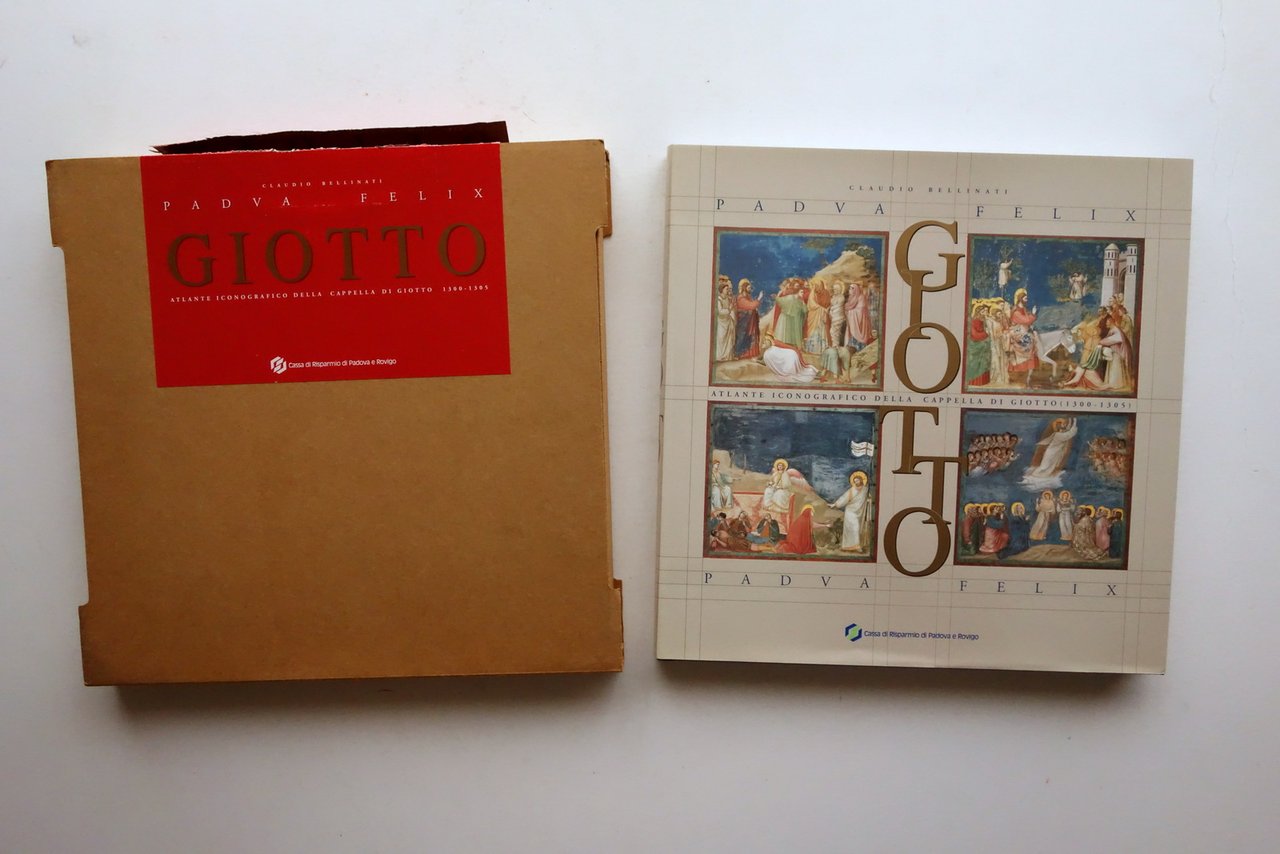 CLAUDIO BELLINATI
PADVA FELIX
GIOTTO
ATLANTE ICONOGRAFICO DELLA CAPPELLA DI GIOTTO 1300-1305
Cassa di Risparmio di Padova e Rovigo
CLAUDIO BELLINATI
PADVA FELIX
GIOTTO
ATLANTE ICONOGRAFICO DELLA CAPPELLA DI GIOTTO (1300-1305)
PADVA FELIX
Cassa di Risparmio di Padova e Rovigo